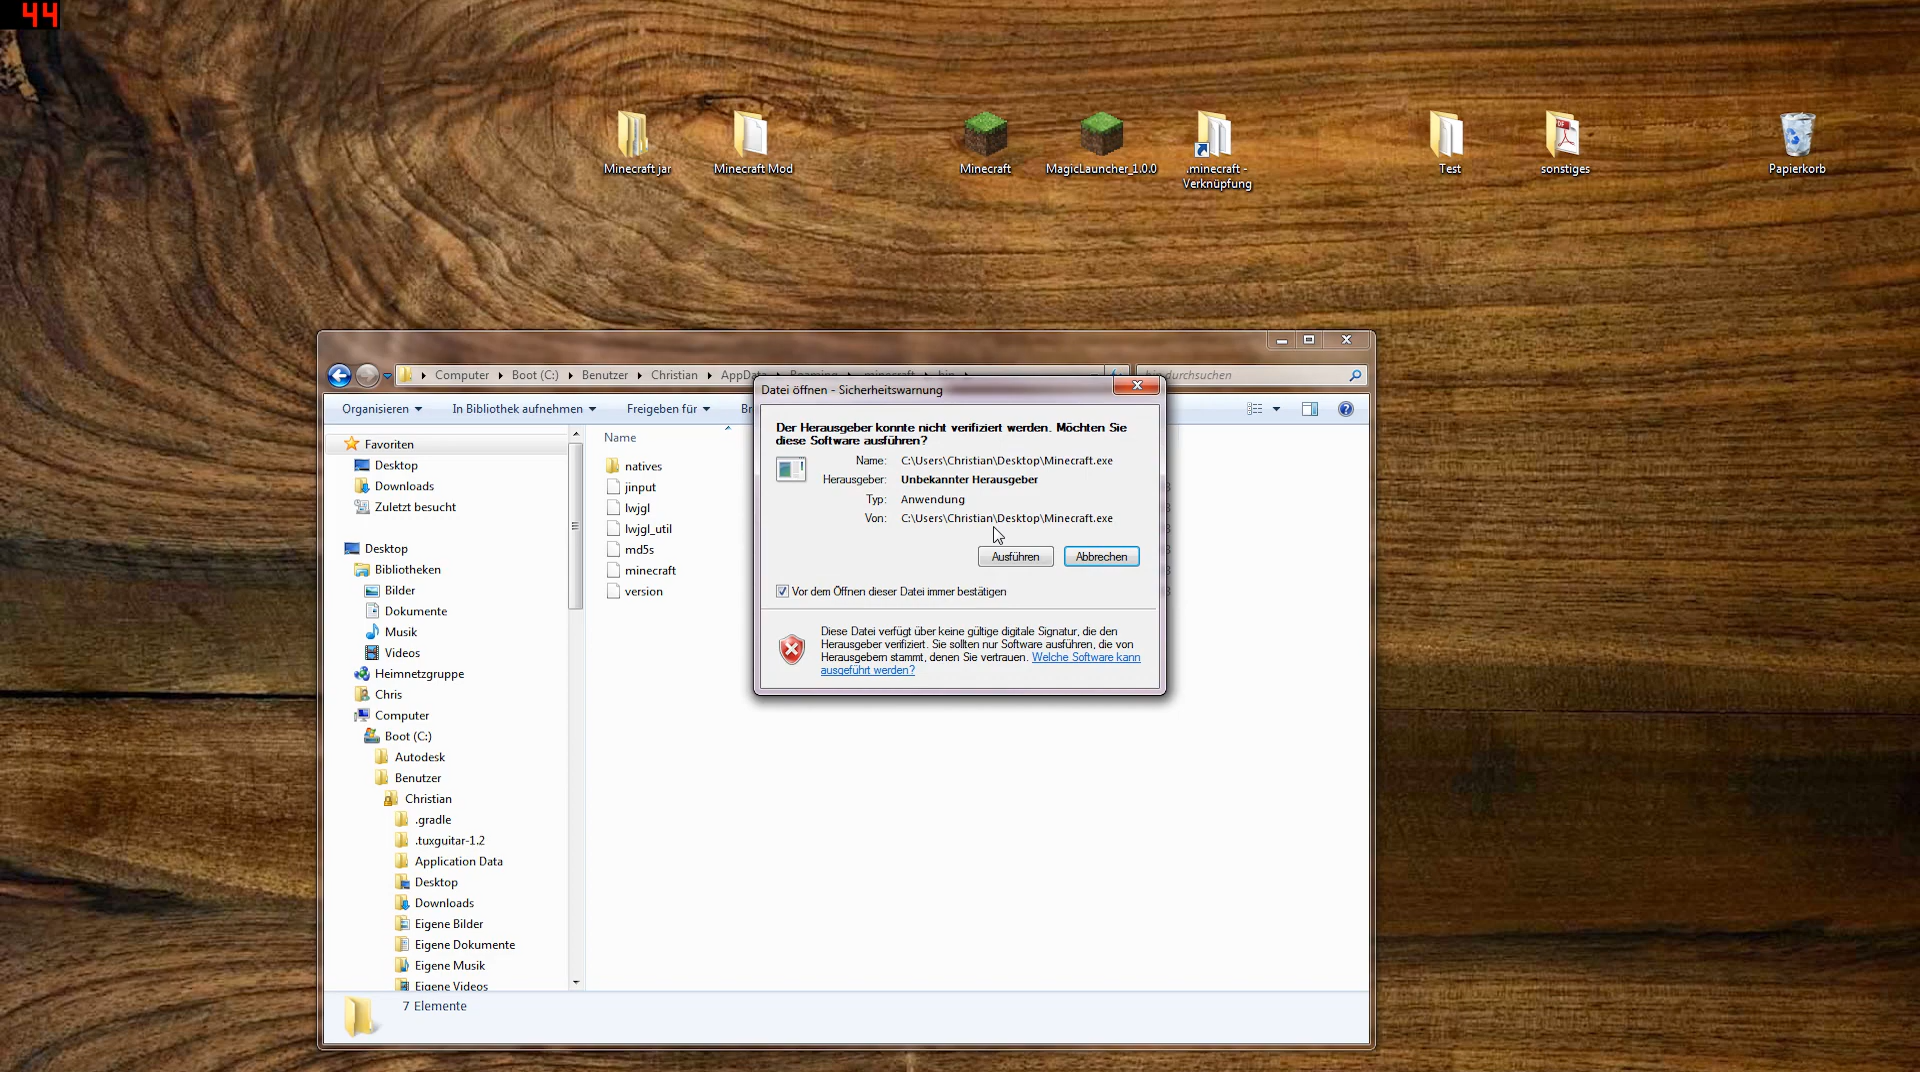 44
Minecraft jar
Minecraft Mod
Minecraft
MagicLauncher_1.0.0
.minecraft -
Verknüpfung
Test
sonstiges
Papierkorb
Computer
Boot (C:)
Benutzer
Christian
AppData
Roaming
.minecraft
bin
bin durchsuchen
Organisieren
In Bibliothek aufnehmen
Freigeben für
Favoriten
Desktop
Downloads
Zuletzt besucht
Desktop
Bibliotheken
Bilder
Dokumente
Musik
Videos
Heimnetzgruppe
Chris
Computer
Boot (C:)
Autodesk
Benutzer
Christian
.gradle
.tuxguitar-1.2
Application Data
Desktop
Downloads
Eigene Bilder
Eigene Dokumente
Eigene Musik
Eigene Videos
Name
natives
jinput
lwjgl
lwjgl_util
md5s
minecraft
version
Datei öffnen - Sicherheitswarnung
Der Herausgeber konnte nicht verifiziert werden. Möchten Sie
diese Software ausführen?
Name: C:\Users\Christian\Desktop\Minecraft.exe
Herausgeber: Unbekannter Herausgeber
Typ: Anwendung
Von: C:\Users\Christian\Desktop\Minecraft.exe
Ausführen
Abbrechen
Vor dem Öffnen dieser Datei immer bestätigen
Diese Datei verfügt über keine gültige digitale Signatur, die den
Herausgeber verifiziert. Sie sollten nur Software ausführen, die von
Herausgebern stammt, denen Sie vertrauen. Welche Software kann
ausgeführt werden?
7 Elemente